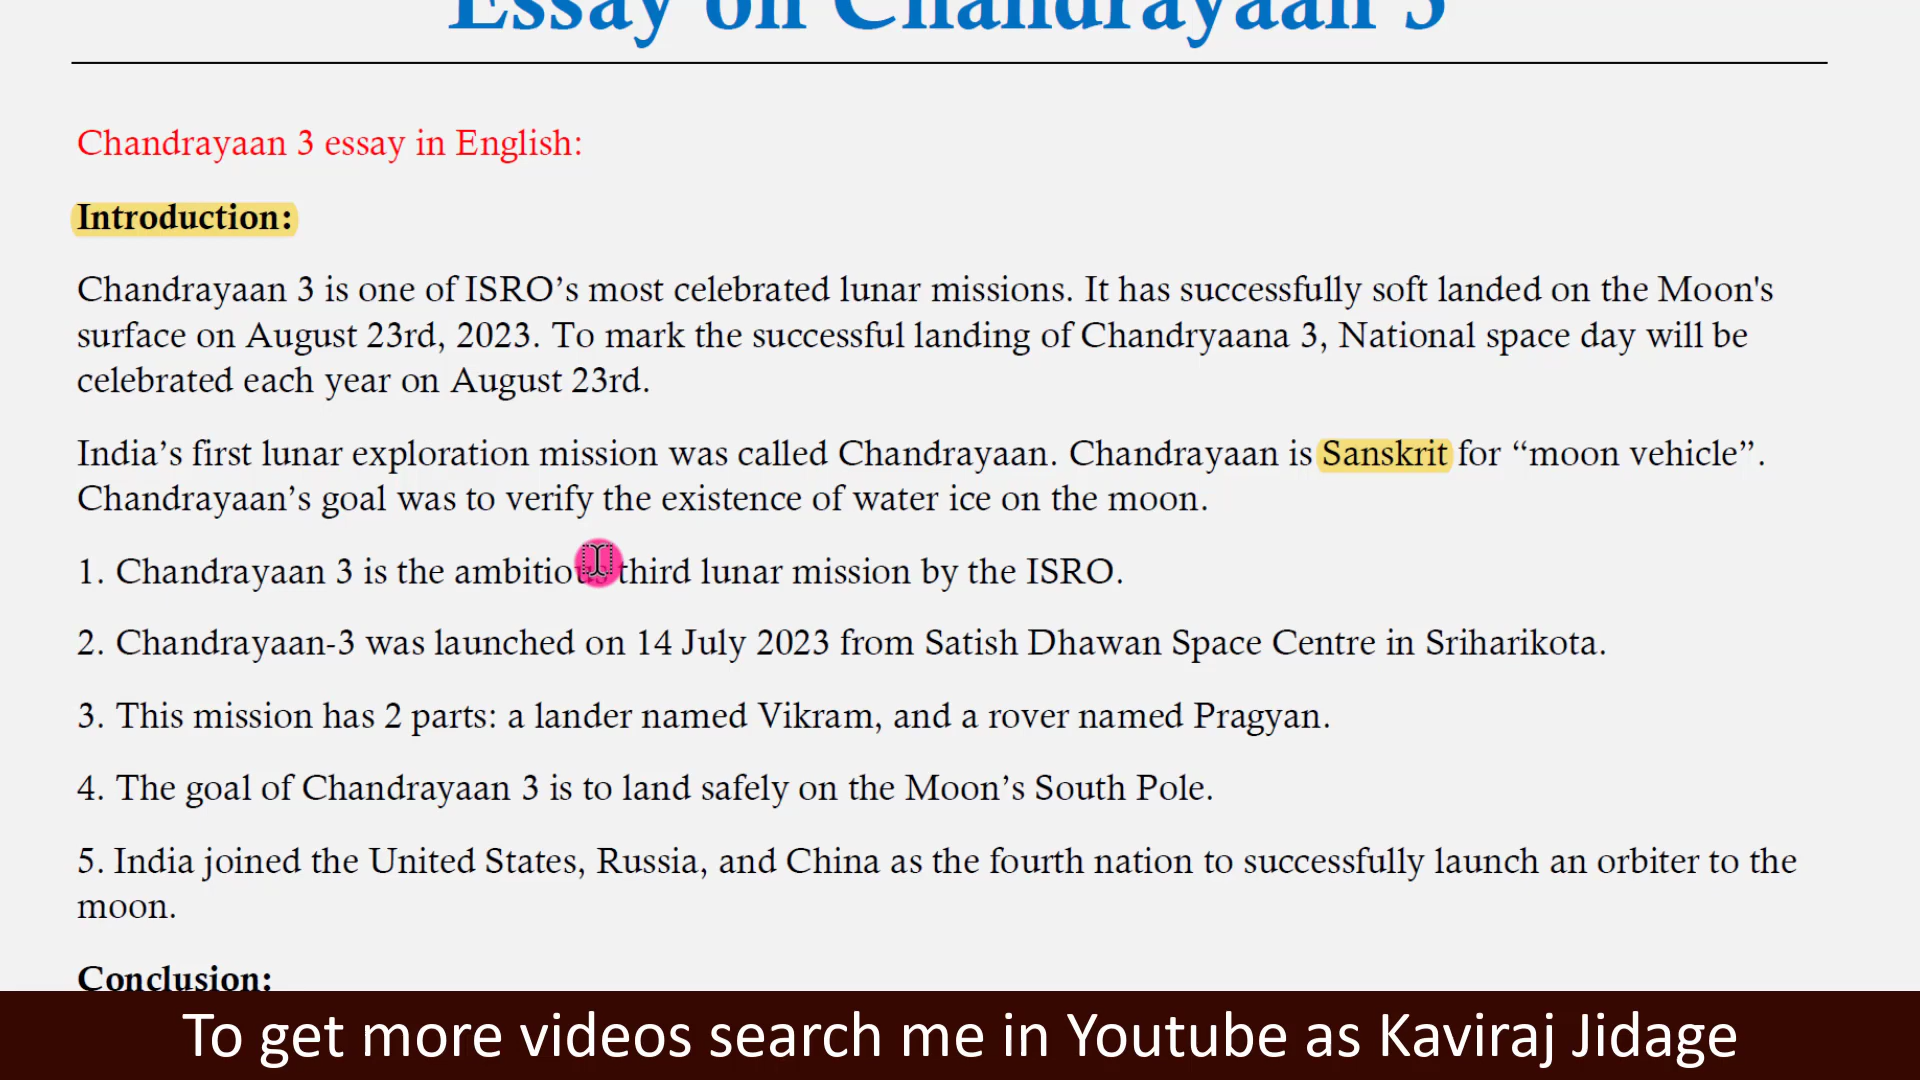 Essay on Chandrayaan 3
Chandrayaan 3 essay in English:
Introduction:
Chandrayaan 3 is one of ISRO’s most celebrated lunar missions. It has successfully soft landed on the Moon's
surface on August 23rd, 2023. To mark the successful landing of Chandryaana 3, National space day will be
celebrated each year on August 23rd.
India’s first lunar exploration mission was called Chandrayaan. Chandrayaan is Sanskrit for “moon vehicle”.
Chandrayaan’s goal was to verify the existence of water ice on the moon.
1. Chandrayaan 3 is the ambitious third lunar mission by the ISRO.
2. Chandrayaan-3 was launched on 14 July 2023 from Satish Dhawan Space Centre in Sriharikota.
3. This mission has 2 parts: a lander named Vikram, and a rover named Pragyan.
4. The goal of Chandrayaan 3 is to land safely on the Moon’s South Pole.
5. India joined the United States, Russia, and China as the fourth nation to successfully launch an orbiter to the
moon.
Conclusion:
To get more videos search me in Youtube as Kaviraj Jidage